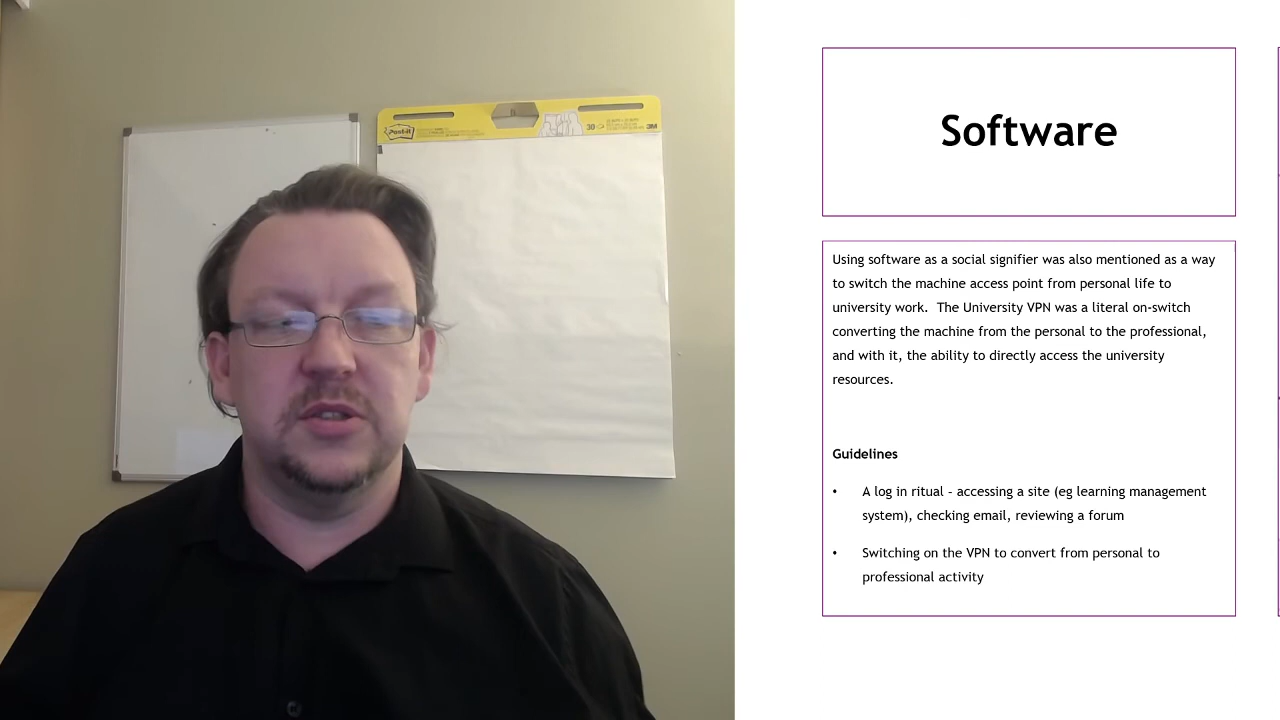 Post-it
30
3M
Software
Using software as a social signifier was also mentioned as a way
to switch the machine access point from personal life to
university work.  The University VPN was a literal on-switch
converting the machine from the personal to the professional,
and with it, the ability to directly access the university
resources.
Guidelines
• A log in ritual - accessing a site (eg learning management
system), checking email, reviewing a forum
• Switching on the VPN to convert from personal to
professional activity